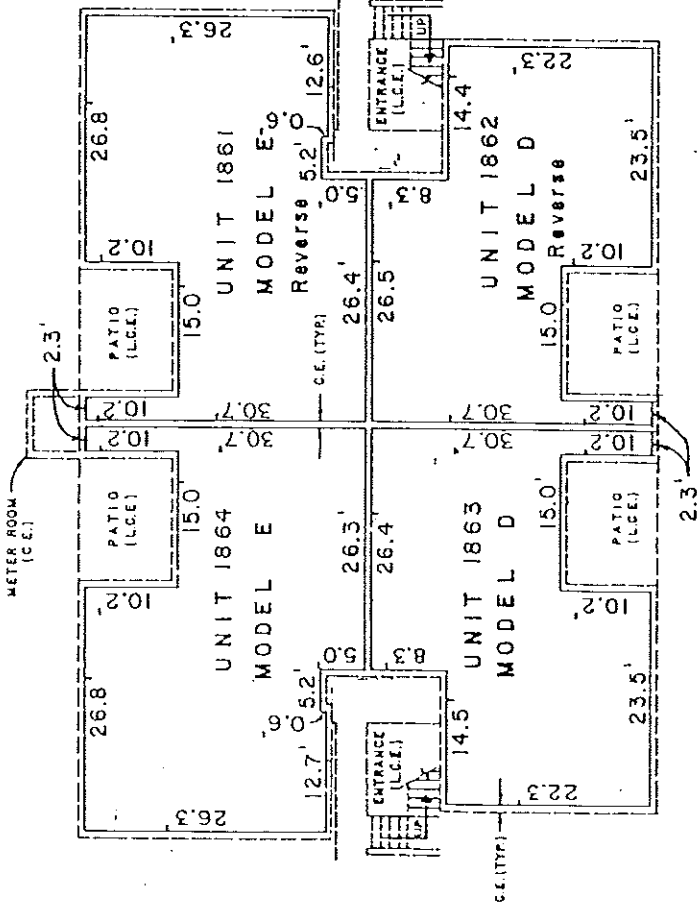 METER ROOM
(C.E.)
2.3'
26.8
26.8
26.3'
26.3'
10.2'
PATIO
(L.C.E)
10.2'
10.2'
PATIO
(L.C.E.)
10.2
15.0
15.0
UNIT 1864
MODEL E
UNIT 1861
MODEL E-
Reverse
30.7'
30.7'
12.7'
0.6'
5.2'
5.0'
26.3'
26.4'
5.0'
5.2'
0.6'
12.6'
C.E. (TYP.)
ENTRANCE
(L.C.E.)
UP
ENTRANCE
(L.C.E.)
UP
8.3'
26.4
26.5'
8.3'
14.5
14.4
UNIT 1863
MODEL D
UNIT 1862
MODEL D
Reverse
22.3'
22.3'
30.7
30.7
15.0'
15.0
10.2'
PATIO
(L.C.E.)
10.2
10.2
PATIO
(L.C.E.)
10.2'
23.5'
23.5'
2.3'
C.E. (TYP.)